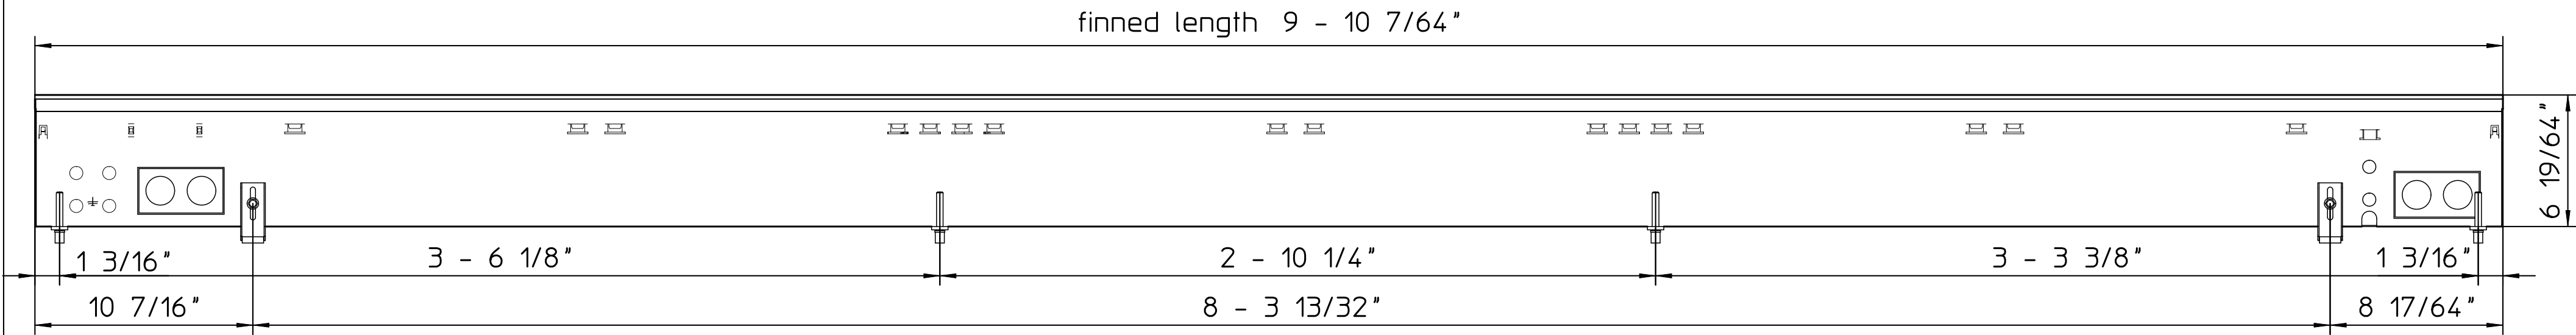 finned length 9 - 10 7/64"
6 19/64"
1 3/16" 3 - 6 1/8" 2 - 10 1/4" 3 - 3 3/8" 1 3/16"
10 7/16" 8 - 3 13/32" 8 17/64"